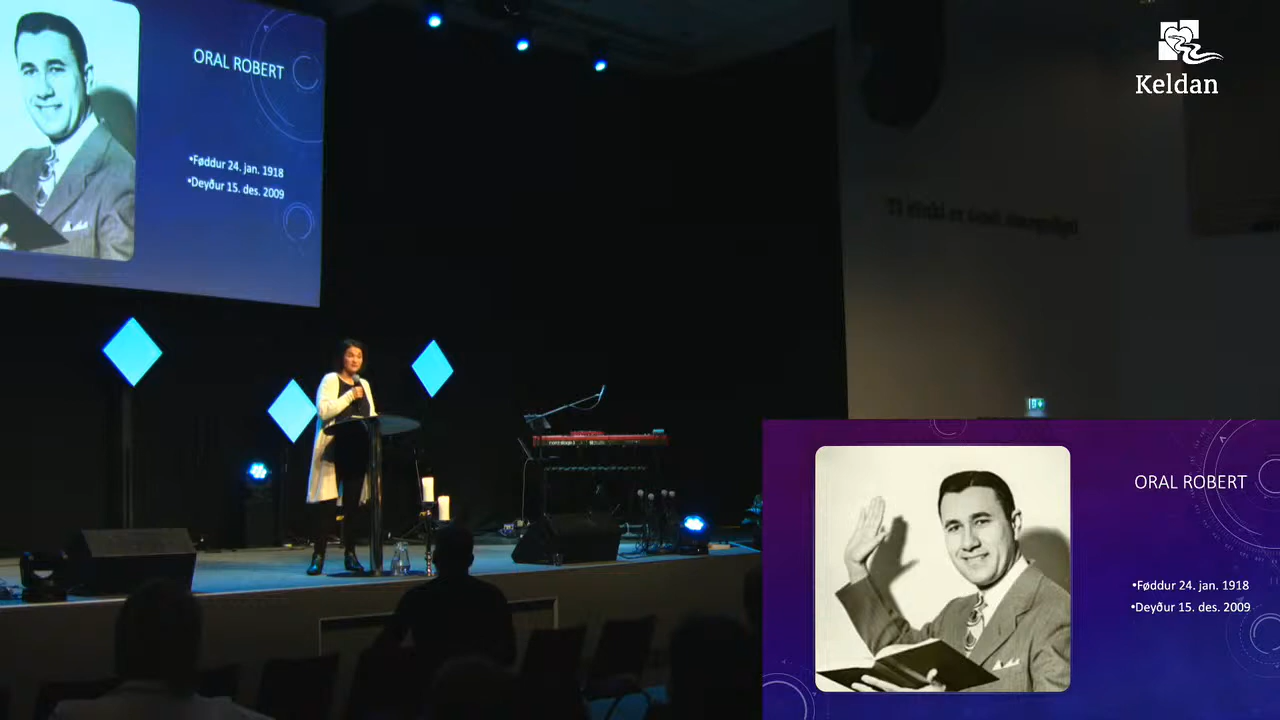 ORAL ROBERT
•Føddur 24. jan. 1918
•Deyður 15. des. 2009
Keldan
ORAL ROBERT
•Føddur 24. jan. 1918
•Deyður 15. des. 2009